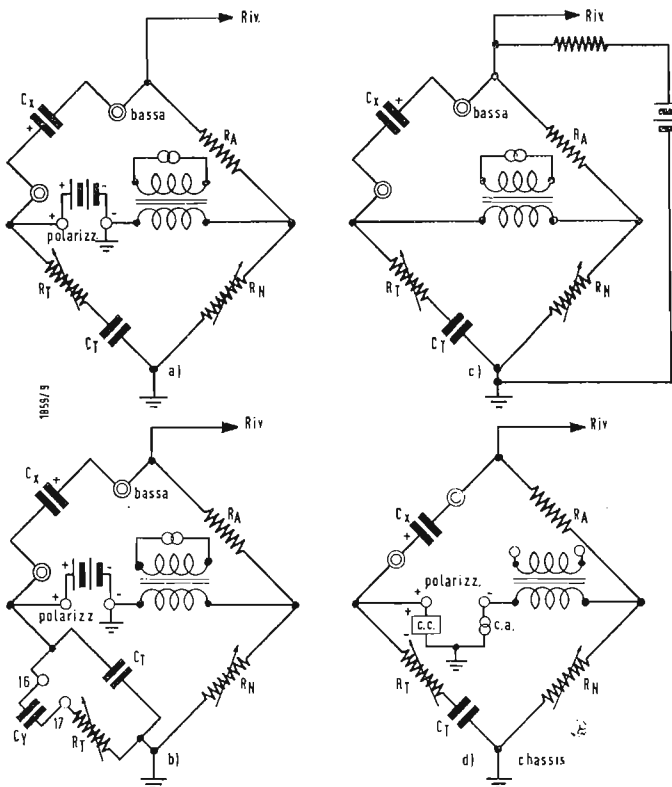 Riv.
Cx
+
bassa
RA
+ -
+ -
polarizz.
RT
RN
CT
a)
1859/9
Riv
Cx
+
bassa
RA
RT
RN
CT
c)
Riv
Cx
+
bassa
RA
+ -
+ -
polarizz
CT
16
17
CY
RT
RN
b)
Riv
Cx
+
RA
polarizz.
+ -
+
c.c.
c.a.
-
RT
RN
CT
d) chassis